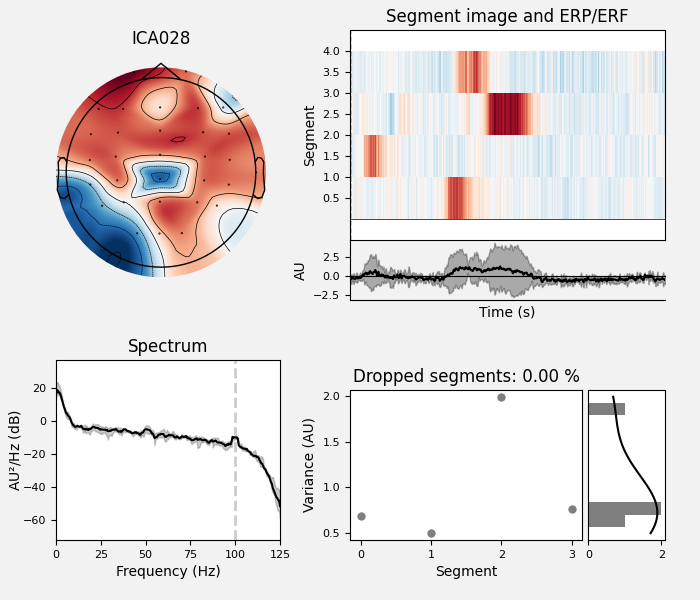 ICA028
Segment image and ERP/ERF
Segment
4.0
3.5
3.0
2.5
2.0
1.5
1.0
0.5
AU
2.5
0.0
−2.5
Time (s)
Spectrum
AU²/Hz (dB)
20
0
−20
−40
−60
0 25 50 75 100 125
Frequency (Hz)
Dropped segments: 0.00 %
Variance (AU)
2.0
1.5
1.0
0.5
0 1 2 3
Segment
0 2